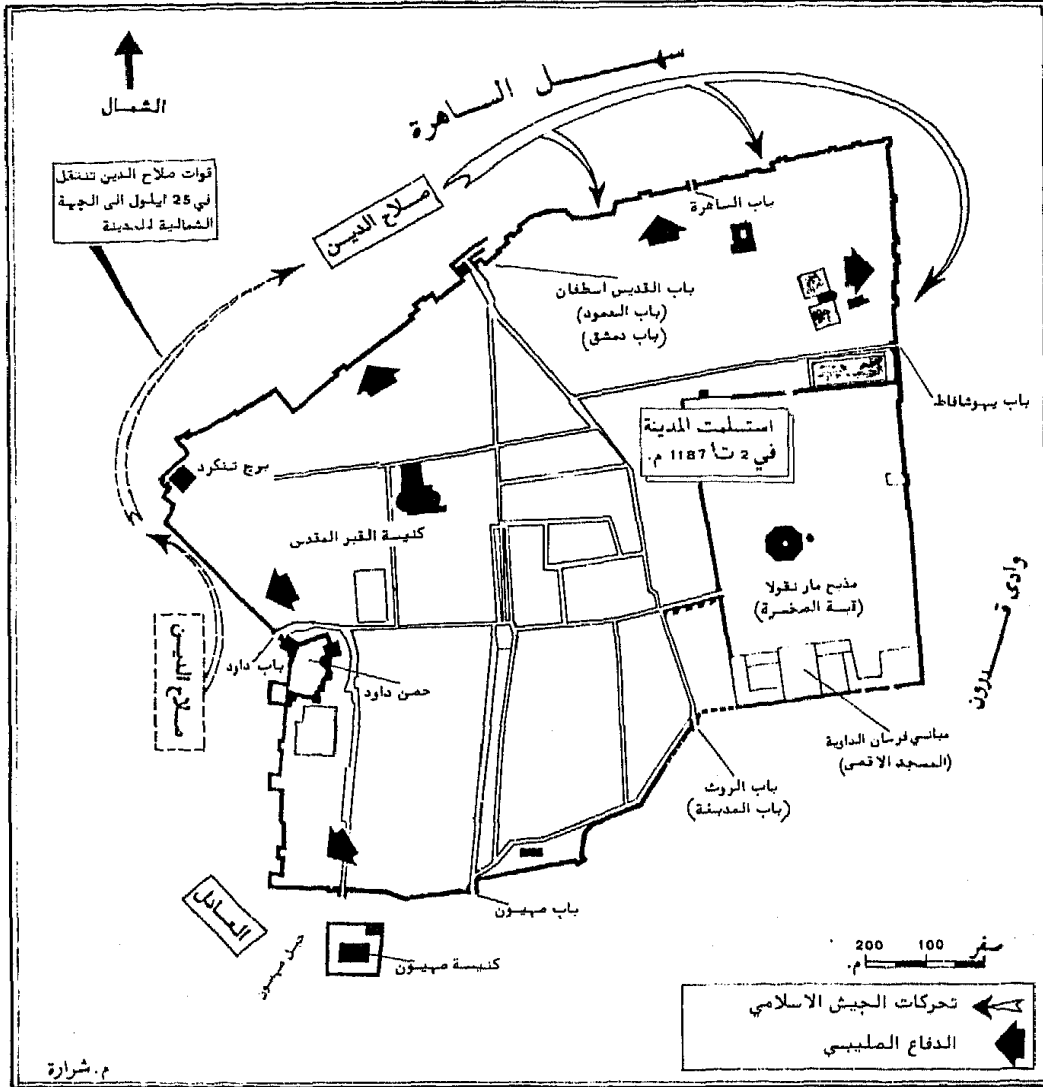 الشمال
سهل الساهرة
قوات صلاح الدين تنتقل
في 25 ايلول الى الجهة
الشمالية للمدينة
صلاح الدين
باب الساهرة
باب القديس اسطفان
(باب العمود)
(باب دمشق)
باب يهوشافاط
استسلمت المدينة
في 2 ت1 1187 م.
برج تنكرد
كنيسة القبر المقدس
مذبح مار نقولا
(قبة الصخرة)
وادي قدرون
صلاح الدين
باب داود
حصن داود
مباني فرسان الداوية
(المسجد الاقصى)
باب الروث
(باب المدينة)
العادل
جبل صهيون
باب صهيون
كنيسة صهيون
صفر 100 200
م.
تحركات الجيش الاسلامي
الدفاع الصليبي
م. شرارة